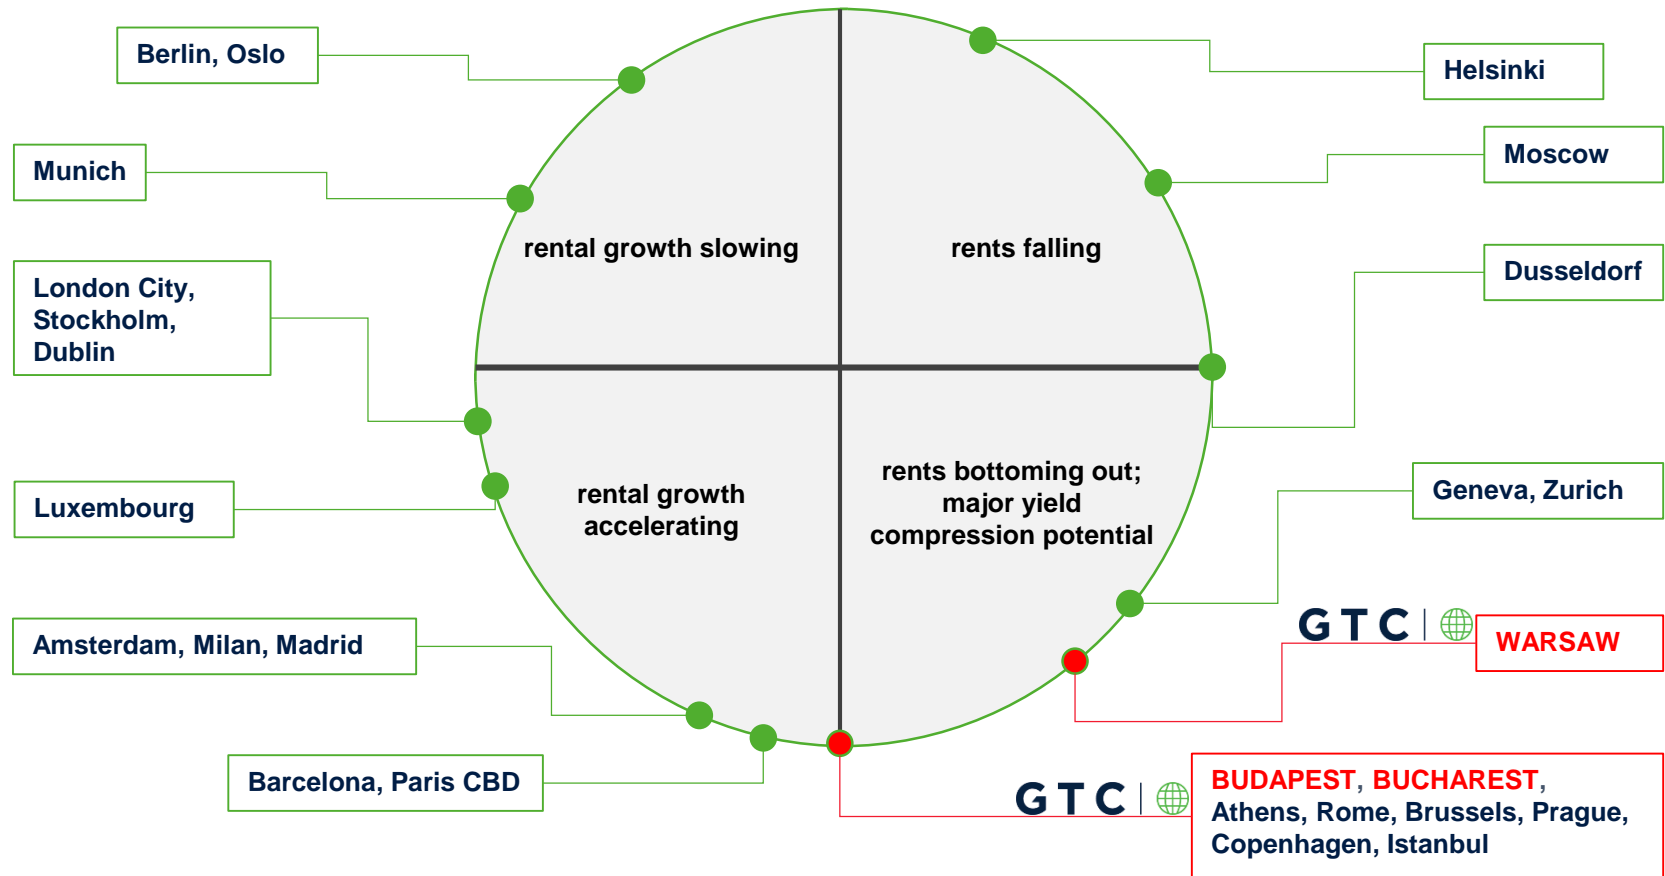 Berlin, Oslo
Helsinki
Munich
Moscow
rental growth slowing
rents falling
London City,
Stockholm,
Dublin
Dusseldorf
Luxembourg
rental growth
accelerating
rents bottoming out;
major yield
compression potential
Geneva, Zurich
Amsterdam, Milan, Madrid
GTC
WARSAW
Barcelona, Paris CBD
GTC
BUDAPEST, BUCHAREST,
Athens, Rome, Brussels, Prague,
Copenhagen, Istanbul